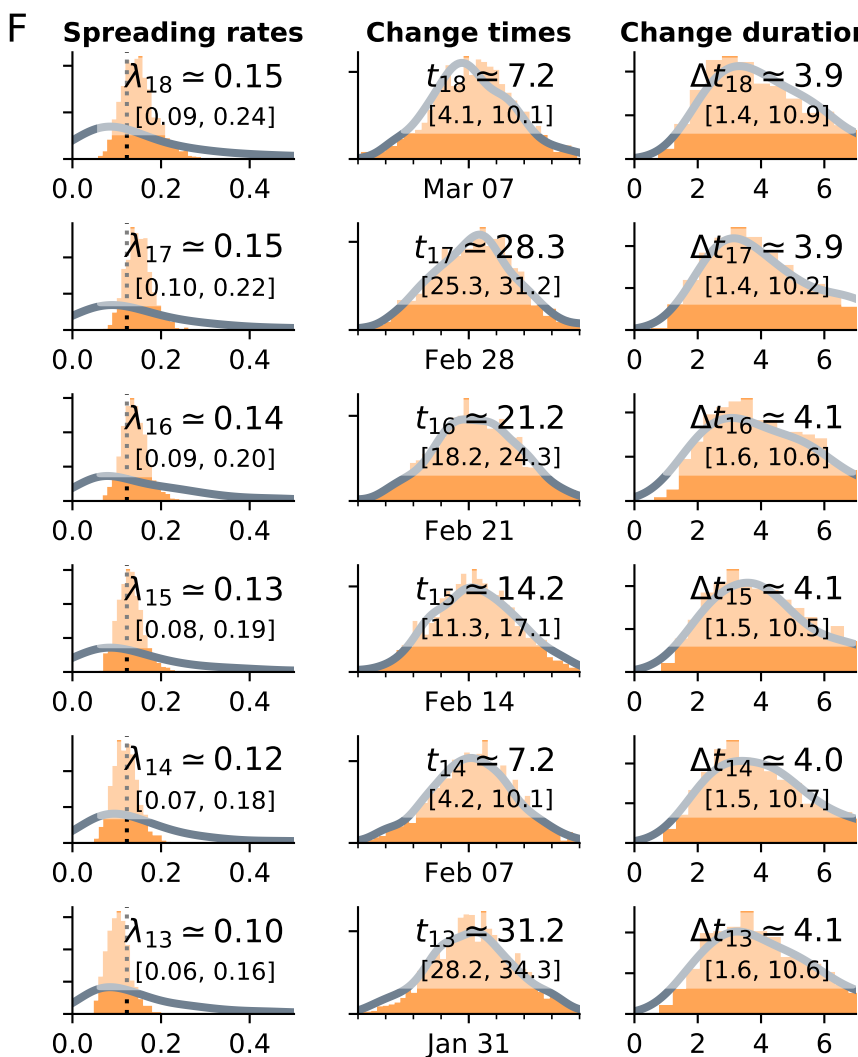 F
Spreading rates Change times Change duration
λ18 ≃ 0.15 t18 ≃ 7.2 Δt18 ≃ 3.9
[0.09, 0.24] [4.1, 10.1] [1.4, 10.9]
0.0 0.2 0.4 Mar 07 0 2 4 6
λ17 ≃ 0.15 t17 ≃ 28.3 Δt17 ≃ 3.9
[0.10, 0.22] [25.3, 31.2] [1.4, 10.2]
0.0 0.2 0.4 Feb 28 0 2 4 6
λ16 ≃ 0.14 t16 ≃ 21.2 Δt16 ≃ 4.1
[0.09, 0.20] [18.2, 24.3] [1.6, 10.6]
0.0 0.2 0.4 Feb 21 0 2 4 6
λ15 ≃ 0.13 t15 ≃ 14.2 Δt15 ≃ 4.1
[0.08, 0.19] [11.3, 17.1] [1.5, 10.5]
0.0 0.2 0.4 Feb 14 0 2 4 6
λ14 ≃ 0.12 t14 ≃ 7.2 Δt14 ≃ 4.0
[0.07, 0.18] [4.2, 10.1] [1.5, 10.7]
0.0 0.2 0.4 Feb 07 0 2 4 6
λ13 ≃ 0.10 t13 ≃ 31.2 Δt13 ≃ 4.1
[0.06, 0.16] [28.2, 34.3] [1.6, 10.6]
0.0 0.2 0.4 Jan 31 0 2 4 6